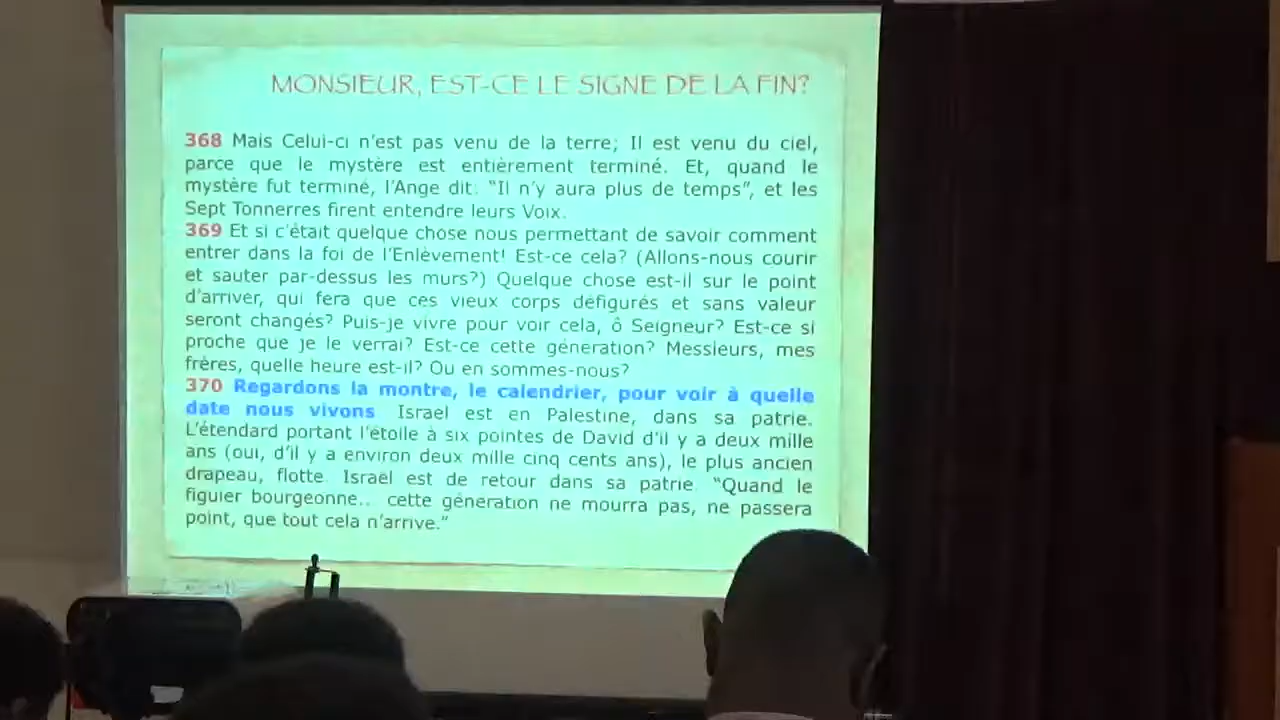 MONSIEUR, EST-CE LE SIGNE DE LA FIN?
368 Mais Celui-ci n'est pas venu de la terre; Il est venu du ciel,
parce que le mystère est entièrement terminé. Et, quand le
mystère fut terminé, l'Ange dit: "Il n'y aura plus de temps", et les
Sept Tonnerres firent entendre leurs Voix.
369 Et si c'était quelque chose nous permettant de savoir comment
entrer dans la foi de l'Enlèvement! Est-ce cela? (Allons-nous courir
et sauter par-dessus les murs?) Quelque chose est-il sur le point
d'arriver, qui fera que ces vieux corps défigurés et sans valeur
seront changés? Puis-je vivre pour voir cela, ô Seigneur? Est-ce si
proche que je le verrai? Est-ce cette génération? Messieurs, mes
frères, quelle heure est-il? Ou en sommes-nous?
370 Regardons la montre, le calendrier, pour voir à quelle
date nous vivons. Israël est en Palestine, dans sa patrie.
L'étendard portant l'étoile à six pointes de David d'il y a deux mille
ans (oui, d'il y a environ deux mille cinq cents ans), le plus ancien
drapeau, flotte. Israël est de retour dans sa patrie. "Quand le
figuier bourgeonne... cette génération ne mourra pas, ne passera
point, que tout cela n'arrive."